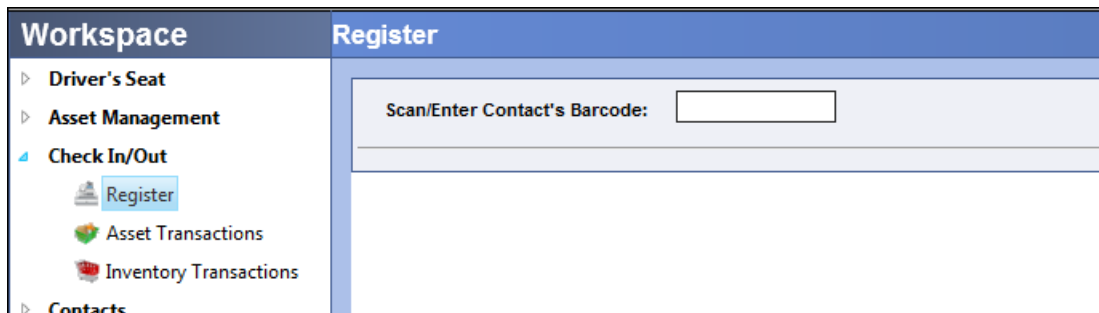 Workspace
Register
Driver's Seat
Asset Management
Check In/Out
Register
Asset Transactions
Inventory Transactions
Contacts
Scan/Enter Contact's Barcode: